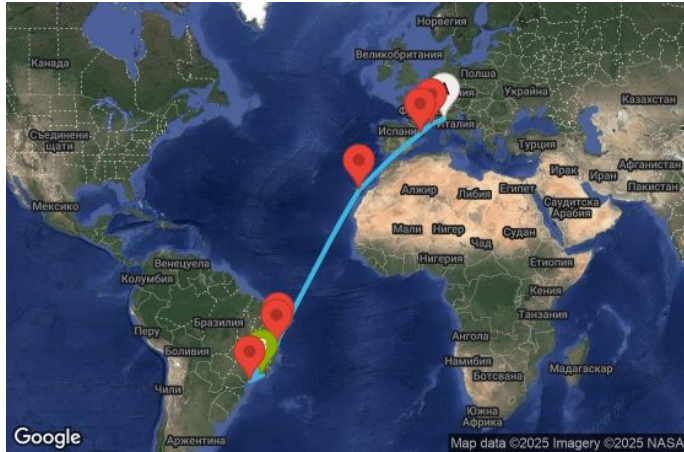 Норвегия
Канада
Великобритания
Полша
Украйна
Казахстан
Съединени
щати
Испания
Италия
Турция
Мексико
Алжир
Либия
Египет
Ирак
Иран
Афганистан
Пакистан
Саудитска
Арабия
Мали
Нигер
Чад
Судан
Венецуела
Колумбия
Нигерия
Етиопия
Кения
Перу
Бразилия
Танзания
Боливия
Ангола
Намибия
Ботсвана
Мадагаскар
Чили
Южна
Африка
Аржентина
Google
Map data ©2025 Imagery ©2025 NASA